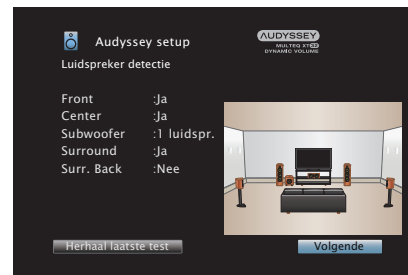 Audyssey setup
AUDYSSEY
MULTEQ XT32
DYNAMIC VOLUME
Luidspreker detectie
Front :Ja
Center :Ja
Subwoofer :1 luidspr.
Surround :Ja
Surr. Back :Nee
Herhaal laatste test
Volgende